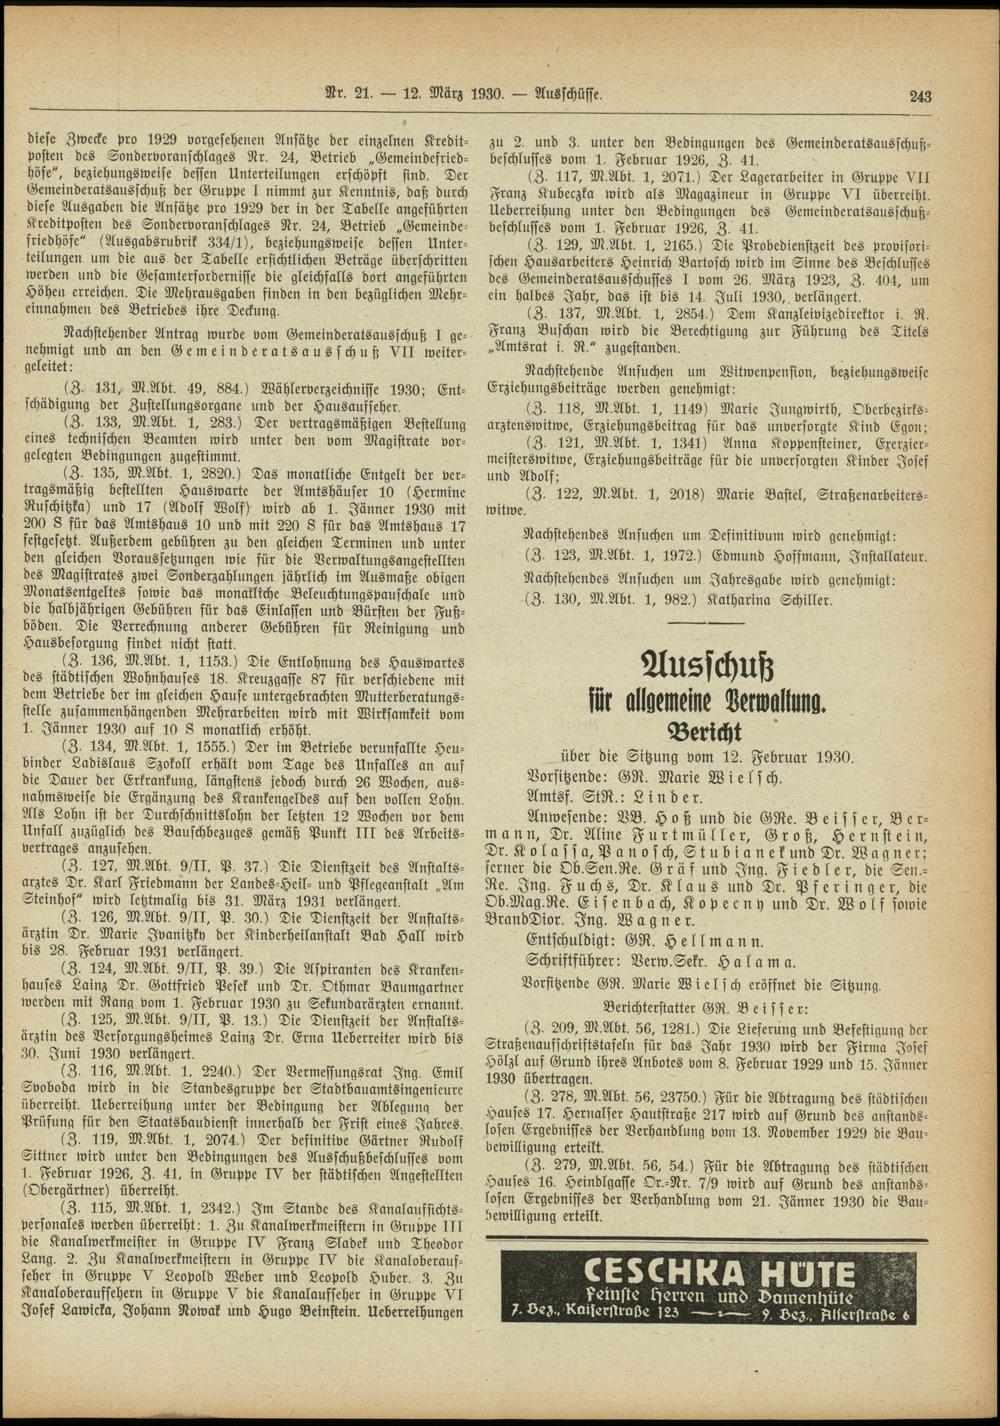 Nr. 21. — 12. März 1930. — Ausschüsse.
243
diese Zwecke pro 1929 vorgesehenen Ansätze der einzelnen Kredit-
posten des Sondervoranschlages Nr. 24, Betrieb „Gemeindefried-
höfe“, beziehungsweise dessen Unterteilungen erschöpft sind. Der
Gemeinderatsausschuß der Gruppe I nimmt zur Kenntnis, daß durch
diese Ausgaben die Ansätze pro 1929 der in der Tabelle angeführten
Kreditposten des Sondervoranschlages Nr. 24, Betrieb „Gemeinde-
friedhöfe“ (Ausgabsrubrik 334/1), beziehungsweise dessen Unter-
teilungen um die aus der Tabelle ersichtlichen Beträge überschritten
werden und die Gesamterfordernisse die gleichfalls dort angeführten
Höhen erreichen. Die Mehrausgaben finden in den bezüglichen Mehr-
einnahmen des Betriebes ihre Deckung.
Nachstehender Antrag wurde vom Gemeinderatsausschuß I ge-
nehmigt und an den Gemeinderatsausschuß VII weiter-
geleitet:
(Z. 131, M.Abt. 49, 884.) Wählerverzeichnisse 1930; Ent-
schädigung der Zustellungsorgane und der Hausaufseher.
(Z. 133, M.Abt. 1, 283.) Der vertragsmäßigen Bestellung
eines technischen Beamten wird unter den vom Magistrate vor-
gelegten Bedingungen zugestimmt.
(Z. 135, M.Abt. 1, 2820.) Das monatliche Entgelt der ver-
tragsmäßig bestellten Hauswarte der Amtshäuser 10 (Hermine
Ruschitzka) und 17 (Adolf Wolf) wird ab 1. Jänner 1930 mit
200 S für das Amtshaus 10 und mit 220 S für das Amtshaus 17
festgesetzt. Außerdem gebühren zu den gleichen Terminen und unter
den gleichen Voraussetzungen wie für die Verwaltungsangestellten
des Magistrates zwei Sonderzahlungen jährlich im Ausmaße obigen
Monatsentgeltes sowie das monatliche Beleuchtungspauschale und
die halbjährigen Gebühren für das Einlassen und Bürsten der Fuß-
böden. Die Verrechnung anderer Gebühren für Reinigung und
Hausbesorgung findet nicht statt.
(Z. 136, M.Abt. 1, 1153.) Die Entlohnung des Hauswartes
des städtischen Wohnhauses 18. Kreuzgasse 87 für verschiedene mit
dem Betriebe der im gleichen Hause untergebrachten Mutterberatungs-
stelle zusammenhängenden Mehrarbeiten wird mit Wirksamkeit vom
1. Jänner 1930 auf 10 S monatlich erhöht.
(Z. 134, M.Abt. 1, 1555.) Der im Betriebe verunfallte Heu-
binder Ladislaus Szokoll erhält vom Tage des Unfalles an auf
die Dauer der Erkrankung, längstens jedoch durch 26 Wochen, aus-
nahmsweise die Ergänzung des Krankengeldes auf den vollen Lohn.
Als Lohn ist der Durchschnittslohn der letzten 12 Wochen vor dem
Unfall zuzüglich des Bauschbezuges gemäß Punkt III des Arbeits-
vertrages anzusehen.
(Z. 127, M.Abt. 9/II, P. 37.) Die Dienstzeit des Anstalts-
arztes Dr. Karl Friedmann der Landes-Heil- und Pflegeanstalt „Am
Steinhof“ wird letztmalig bis 31. März 1931 verlängert.
(Z. 126, M.Abt. 9/II, P. 30.) Die Dienstzeit der Anstalts-
ärztin Dr. Marie Jvanitzky der Kinderheilanstalt Bad Hall wird
bis 28. Februar 1931 verlängert.
(Z. 124, M.Abt. 9/II, P. 39.) Die Aspiranten des Kranken-
hauses Lainz Dr. Gottfried Pesek und Dr. Othmar Baumgartner
werden mit Rang vom 1. Februar 1930 zu Sekundarärzten ernannt.
(Z. 125, M.Abt. 9/II, P. 13.) Die Dienstzeit der Anstalts-
ärztin des Versorgungsheimes Lainz Dr. Erna Ueberreiter wird bis
30. Juni 1930 verlängert.
(Z. 116, M.Abt. 1, 2240.) Der Vermessungsrat Ing. Emil
Svoboda wird in die Standesgruppe der Stadtbauamtsingenieure
überreiht. Ueberreihung unter der Bedingung der Ablegung der
Prüfung für den Staatsbaudienst innerhalb der Frist eines Jahres.
(Z. 119, M.Abt. 1, 2074.) Der definitive Gärtner Rudolf
Sittner wird unter den Bedingungen des Ausschußbeschlusses vom
1. Februar 1926, Z. 41, in Gruppe IV der städtischen Angestellten
(Obergärtner) überreiht.
(Z. 115, M.Abt. 1, 2342.) Im Stande des Kanalaufsichts-
personales werden überreiht: 1. Zu Kanalwerkmeistern in Gruppe III
die Kanalwerkmeister in Gruppe IV Franz Sladek und Theodor
Lang. 2. Zu Kanalwerkmeistern in Gruppe IV die Kanaloberauf-
seher in Gruppe V Leopold Weber und Leopold Huber. 3. Zu
Kanaloberaufsehern in Gruppe V die Kanalaufseher in Gruppe VI
Josef Lawicka, Johann Nowak und Hugo Beinstein. Ueberreihungen
zu 2. und 3. unter den Bedingungen des Gemeinderatsausschuß-
beschlusses vom 1. Februar 1926, Z. 41.
(Z. 117, M.Abt. 1, 2071.) Der Lagerarbeiter in Gruppe VII
Franz Kubeczka wird als Magazineur in Gruppe VI überreiht.
Ueberreihung unter den Bedingungen des Gemeinderatsausschuß-
beschlusses vom 1. Februar 1926, Z. 41.
(Z. 129, M.Abt. 1, 2165.) Die Probedienstzeit des provisori-
schen Hausarbeiters Heinrich Bartosch wird im Sinne des Beschlusses
des Gemeinderatsausschusses I vom 26. März 1923, Z. 404, um
ein halbes Jahr, das ist bis 14. Juli 1930, verlängert.
(Z. 137, M.Abt. 1, 2854.) Dem Kanzleivizedirektor i. R.
Franz Buschan wird die Berechtigung zur Führung des Titels
„Amtsrat i. R.“ zugestanden.
Nachstehende Ansuchen um Witwenpension, beziehungsweise
Erziehungsbeiträge werden genehmigt:
(Z. 118, M.Abt. 1, 1149) Marie Jungwirth, Oberbezirks-
arztenswitwe, Erziehungsbeitrag für das unversorgte Kind Egon;
(Z. 121, M.Abt. 1, 1341) Anna Koppensteiner, Exerzier-
meisterswitwe, Erziehungsbeiträge für die unversorgten Kinder Josef
und Adolf;
(Z. 122, M.Abt. 1, 2018) Marie Bastel, Straßenarbeiters-
witwe.
Nachstehendes Ansuchen um Definitivum wird genehmigt:
(Z. 123, M.Abt. 1, 1972.) Edmund Hoffmann, Installateur.
Nachstehendes Ansuchen um Jahresgabe wird genehmigt:
(Z. 130, M.Abt. 1, 982.) Katharina Schiller.
Ausschuß
für allgemeine Verwaltung.
Bericht
über die Sitzung vom 12. Februar 1930.
Vorsitzende: GR. Marie Wielsch.
Amtsf. StR.: Linder.
Anwesende: VB. Hoß und die GRe. Beisser, Ber-
mann, Dr. Aline Furtmüller, Groß, Hernstein,
Dr. Kolassa, Panosch, Stubianek und Dr. Wagner;
ferner die Ob.Sen.Re. Gräf und Ing. Fiedler, die Sen.-
Re. Ing. Fuchs, Dr. Klaus und Dr. Pferinger, die
Ob.Mag.Re. Eisenbach, Kopecny und Dr. Wolf sowie
BrandDior. Ing. Wagner.
Entschuldigt: GR. Hellmann.
Schriftführer: Verw.Sekr. Halama.
Vorsitzende GR. Marie Wielsch eröffnet die Sitzung.
Berichterstatter GR. Beisser:
(Z. 209, M.Abt. 56, 1281.) Die Lieferung und Befestigung der
Straßenaufschriftstafeln für das Jahr 1930 wird der Firma Josef
Hölzl auf Grund ihres Anbotes vom 8. Februar 1929 und 15. Jänner
1930 übertragen.
(Z. 278, M.Abt. 56, 23750.) Für die Abtragung des städtischen
Hauses 17. Hernalser Hautstraße 217 wird auf Grund des anstands-
losen Ergebnisses der Verhandlung vom 13. November 1929 die Bau-
bewilligung erteilt.
(Z. 279, M.Abt. 56, 54.) Für die Abtragung des städtischen
Hauses 16. Heindlgasse Or.-Nr. 7/9 wird auf Grund des anstands-
losen Ergebnisses der Verhandlung vom 21. Jänner 1930 die Bau-
bewilligung erteilt.
CESCHKA HÜTE
Feinste Herren und Damenhüte
7. Bez., Kaiserstraße 123 — 9. Bez., Alserstraße 6